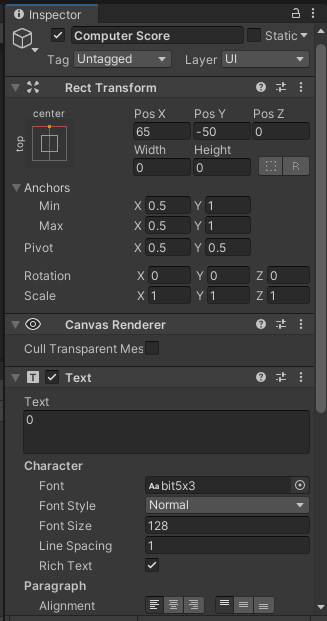 Inspector
Computer Score
Static
Tag Untagged Layer UI
Rect Transform
center
top
Pos X Pos Y Pos Z
65 -50 0
Width Height
0 0 R
Anchors
Min X 0.5 Y 1
Max X 0.5 Y 1
Pivot X 0.5 Y 0.5
Rotation X 0 Y 0 Z 0
Scale X 1 Y 1 Z 1
Canvas Renderer
Cull Transparent Mes
T Text
Text
0
Character
Font Aa bit5x3
Font Style Normal
Font Size 128
Line Spacing 1
Rich Text
Paragraph
Alignment